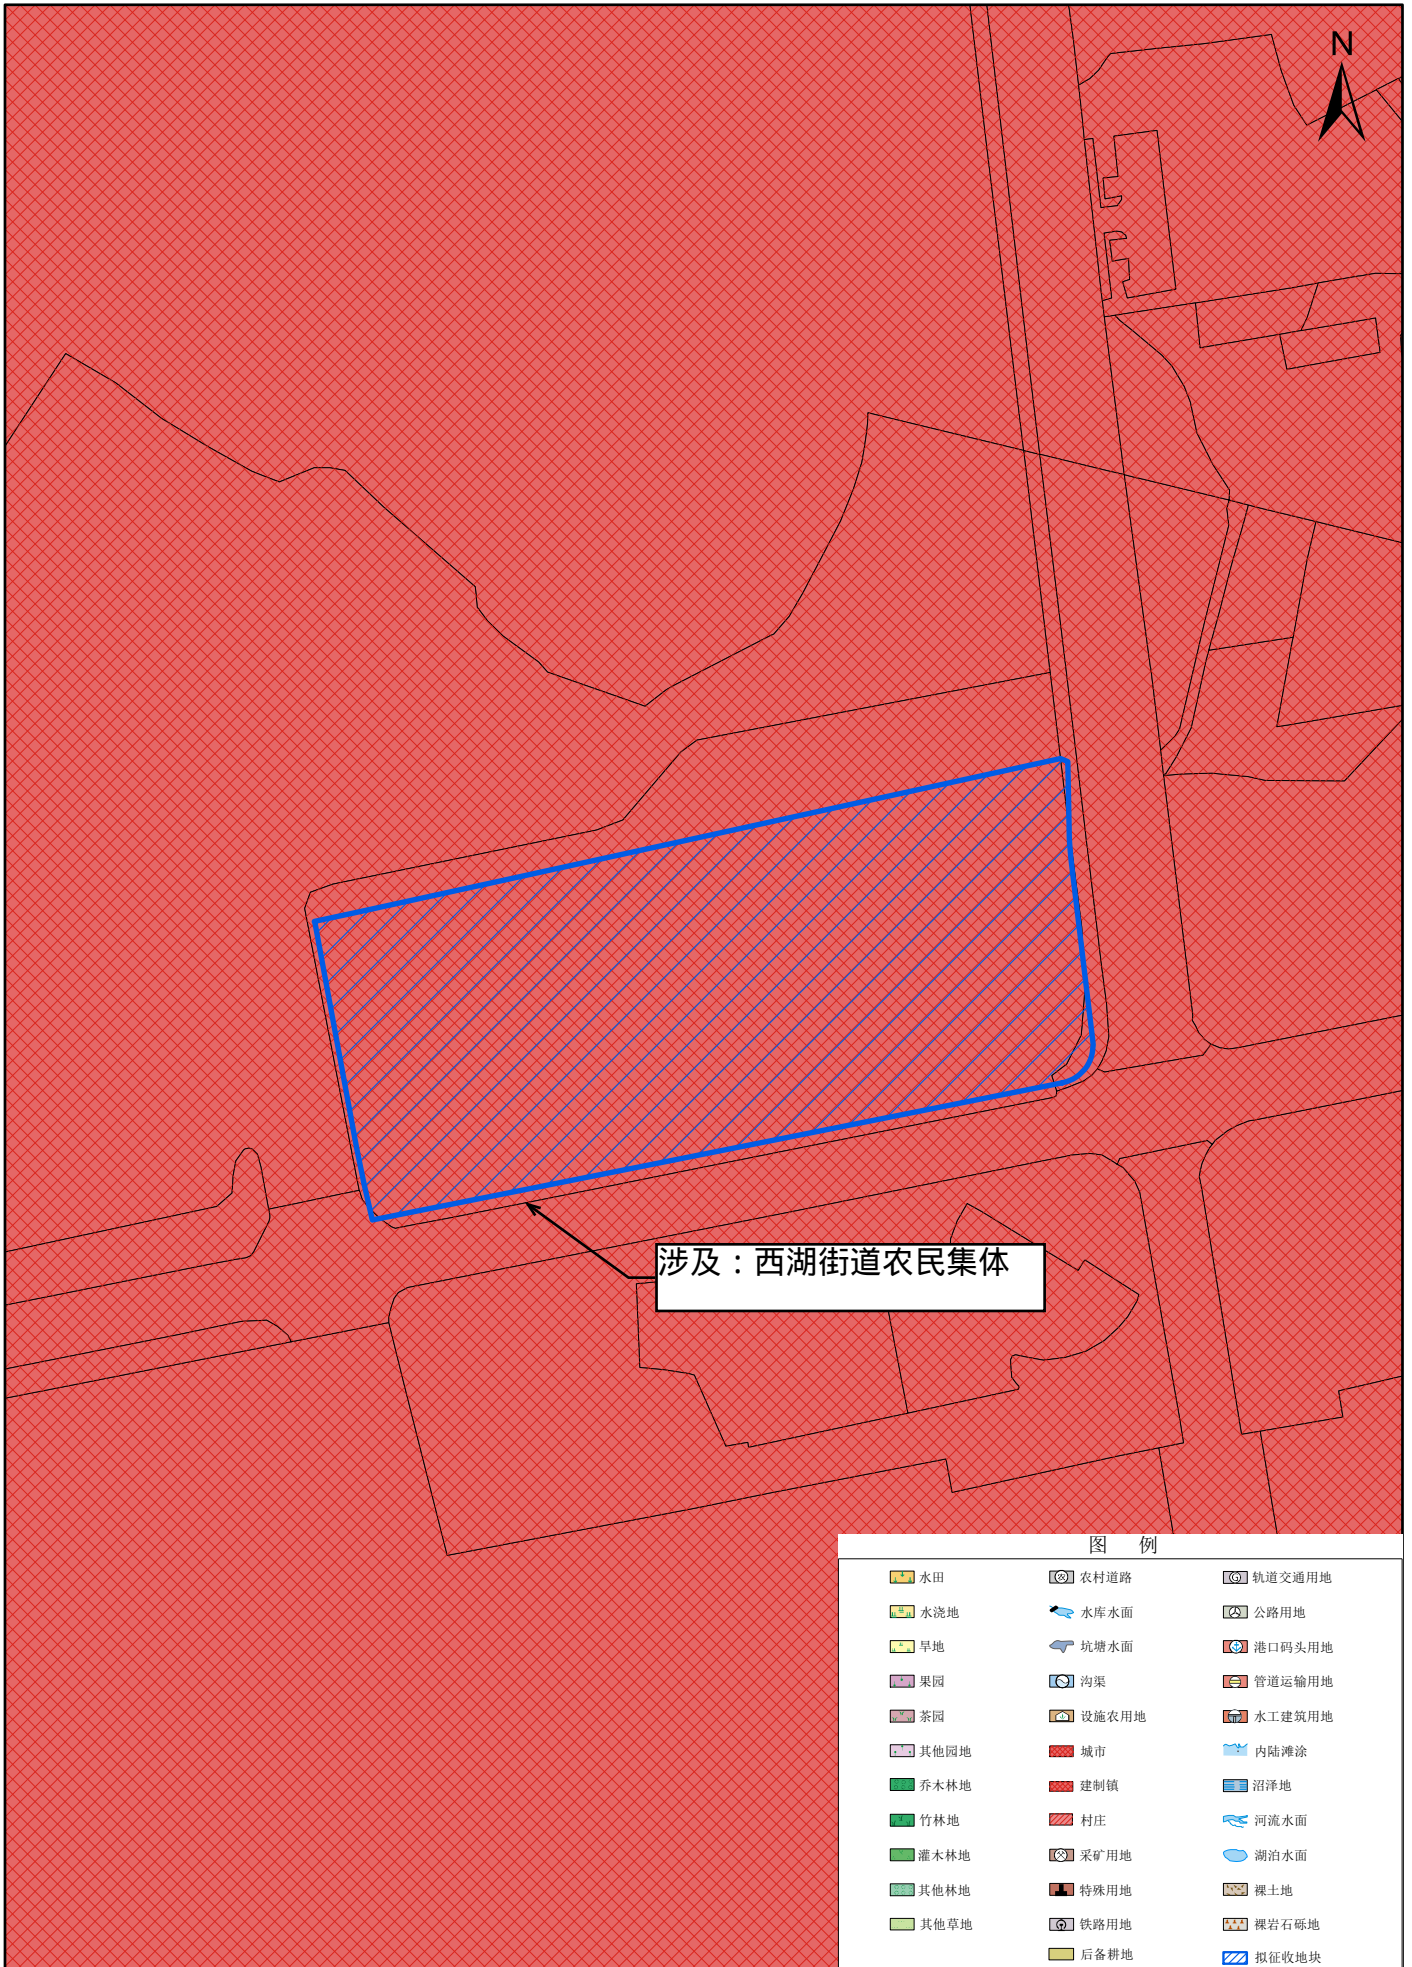 N
涉及：西湖街道农民集体
图 例
水田
农村道路
轨道交通用地
水浇地
水库水面
公路用地
旱地
坑塘水面
港口码头用地
果园
沟渠
管道运输用地
茶园
设施农用地
水工建筑用地
其他园地
城市
内陆滩涂
乔木林地
建制镇
沼泽地
竹林地
村庄
河流水面
灌木林地
采矿用地
湖泊水面
其他林地
特殊用地
裸土地
其他草地
铁路用地
裸岩石砾地
后备耕地
拟征收地块